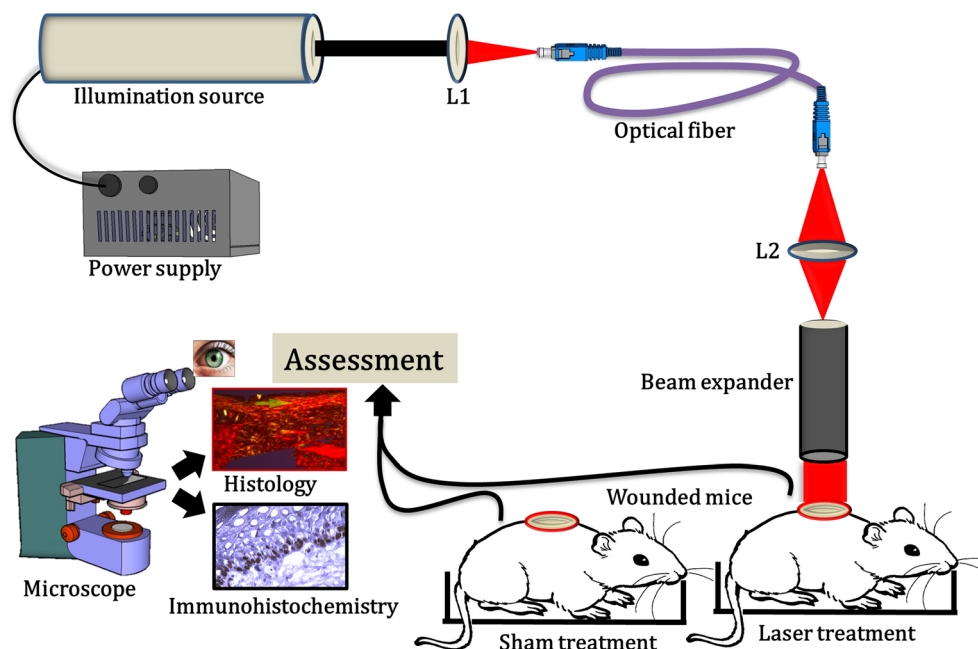 Illumination source
L1
Optical fiber
Power supply
L2
Assessment
Beam expander
Histology
Wounded mice
Microscope
Immunohistochemistry
Sham treatment
Laser treatment